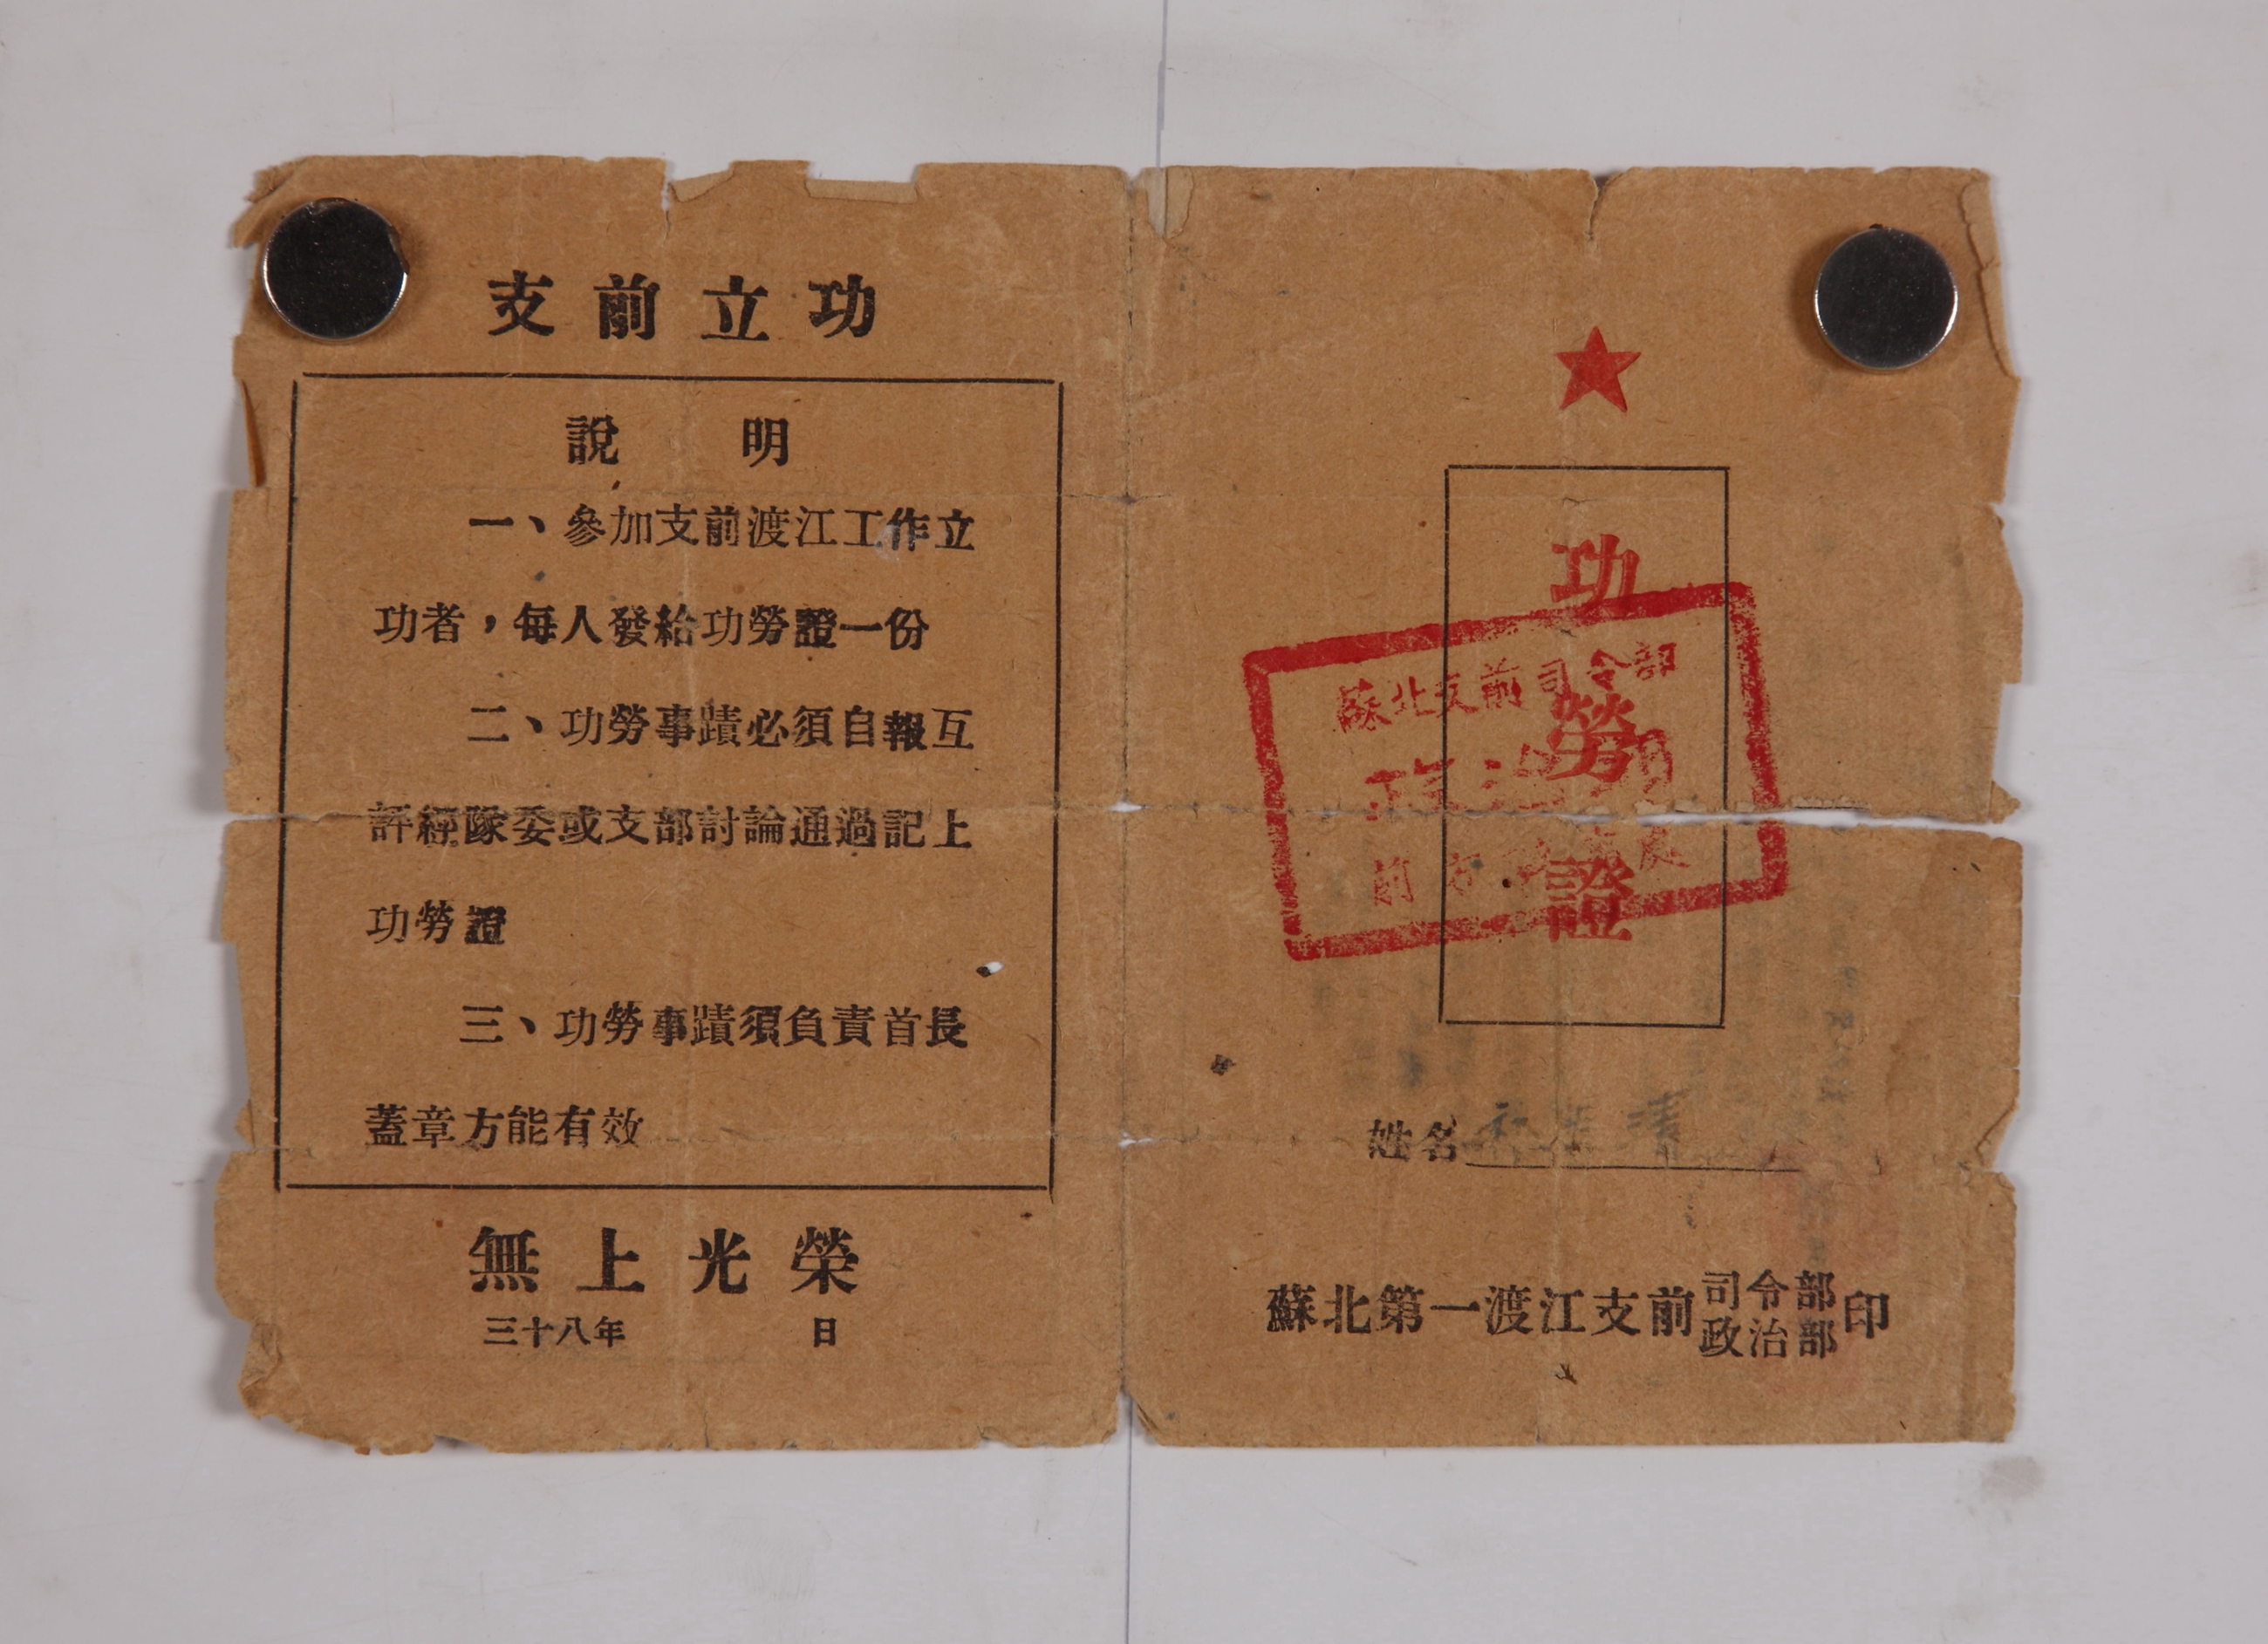 支前立功
說明
一、參加支前渡江工作立
功者，每人發給功勞證一份
二、功勞事蹟必須自報互
評經隊委或支部討論通過記上
功勞證
三、功勞事蹟須負責首長
蓋章方能有效
無上光榮
三十八年 日
功勞證
蘇北支前司令部
政治
前方
姓名
蘇北第一渡江支前司令部政治部印